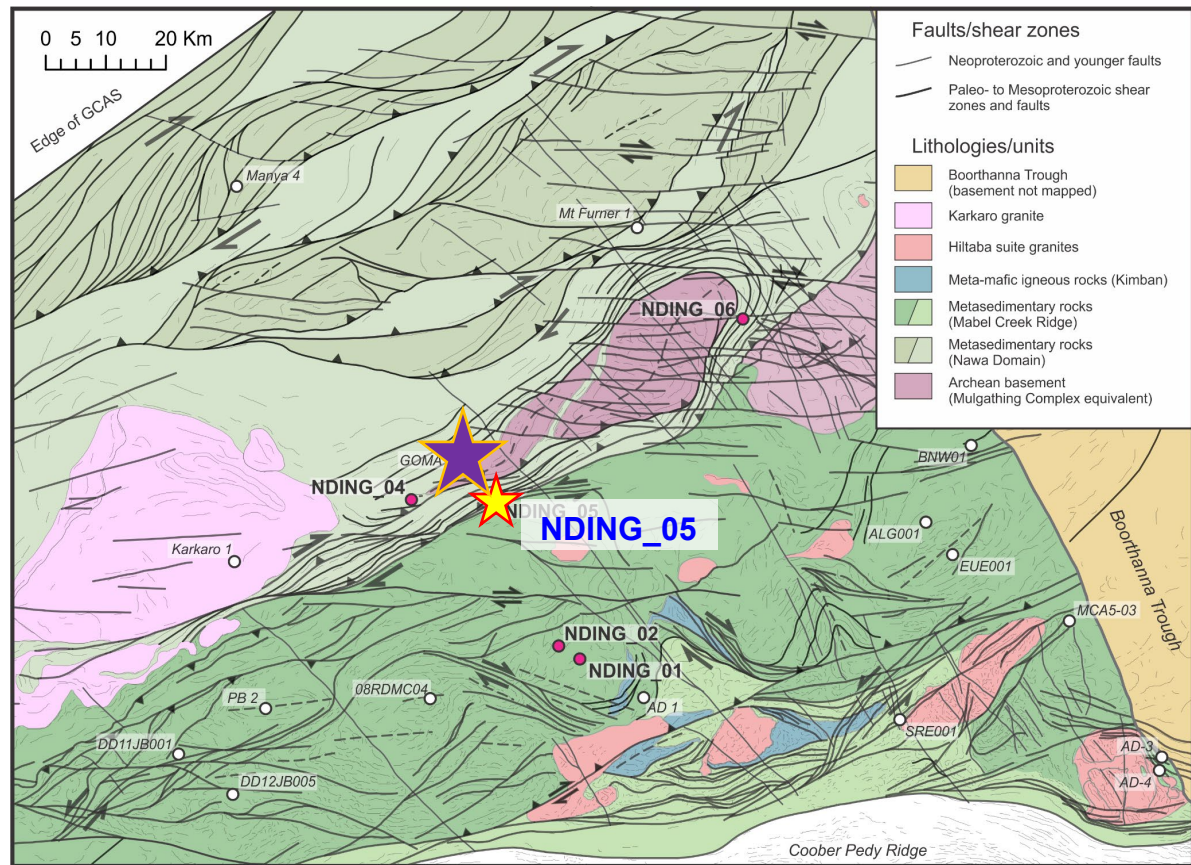 0 5 10 20 Km
Edge of GCAS
Manya 4
Mt Furner 1
NDING_06
GOMA
NDING_04
NDING_05
NDING_05
Karkaro 1
BNW01
ALG001
EUE001
Boorthanna Trough
MCA5-03
NDING_02
NDING_01
PB 2
08RDMC04
AD 1
SRE001
DD11JB001
DD12JB005
AD-3
AD-4
Coober Pedy Ridge
Faults/shear zones
Neoproterozoic and younger faults
Paleo- to Mesoproterozoic shear
zones and faults
Lithologies/units
Boorthanna Trough
(basement not mapped)
Karkaro granite
Hiltaba suite granites
Meta-mafic igneous rocks (Kimban)
Metasedimentary rocks
(Mabel Creek Ridge)
Metasedimentary rocks
(Nawa Domain)
Archean basement
(Mulgathing Complex equivalent)